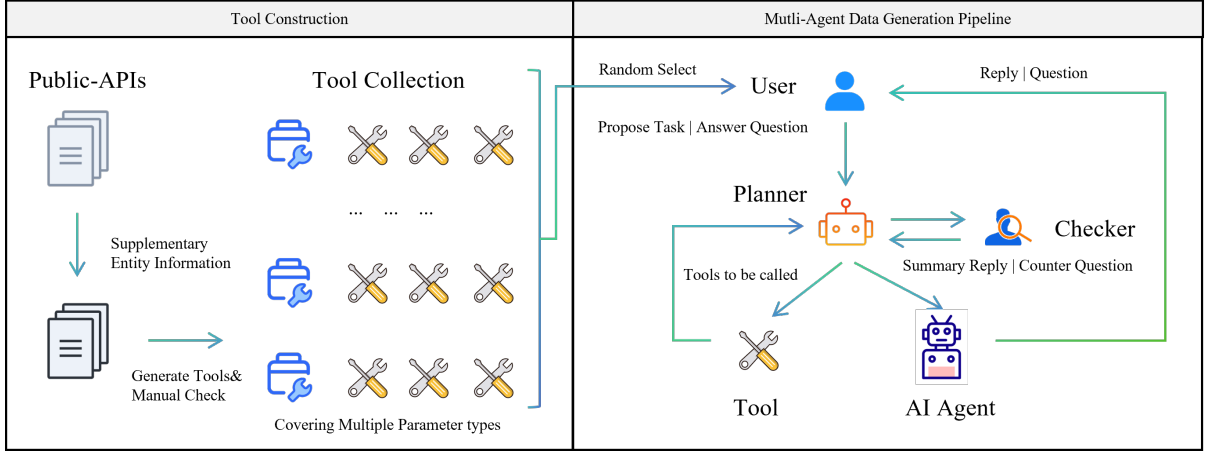 Tool Construction
Mutli-Agent Data Generation Pipeline
Public-APIs
Tool Collection
... ... ...
Supplementary
Entity Information
Generate Tools&
Manual Check
Covering Multiple Parameter types
Random Select
User
Reply | Question
Propose Task | Answer Question
Planner
Checker
Tools to be called
Summary Reply | Counter Question
Tool
AI Agent